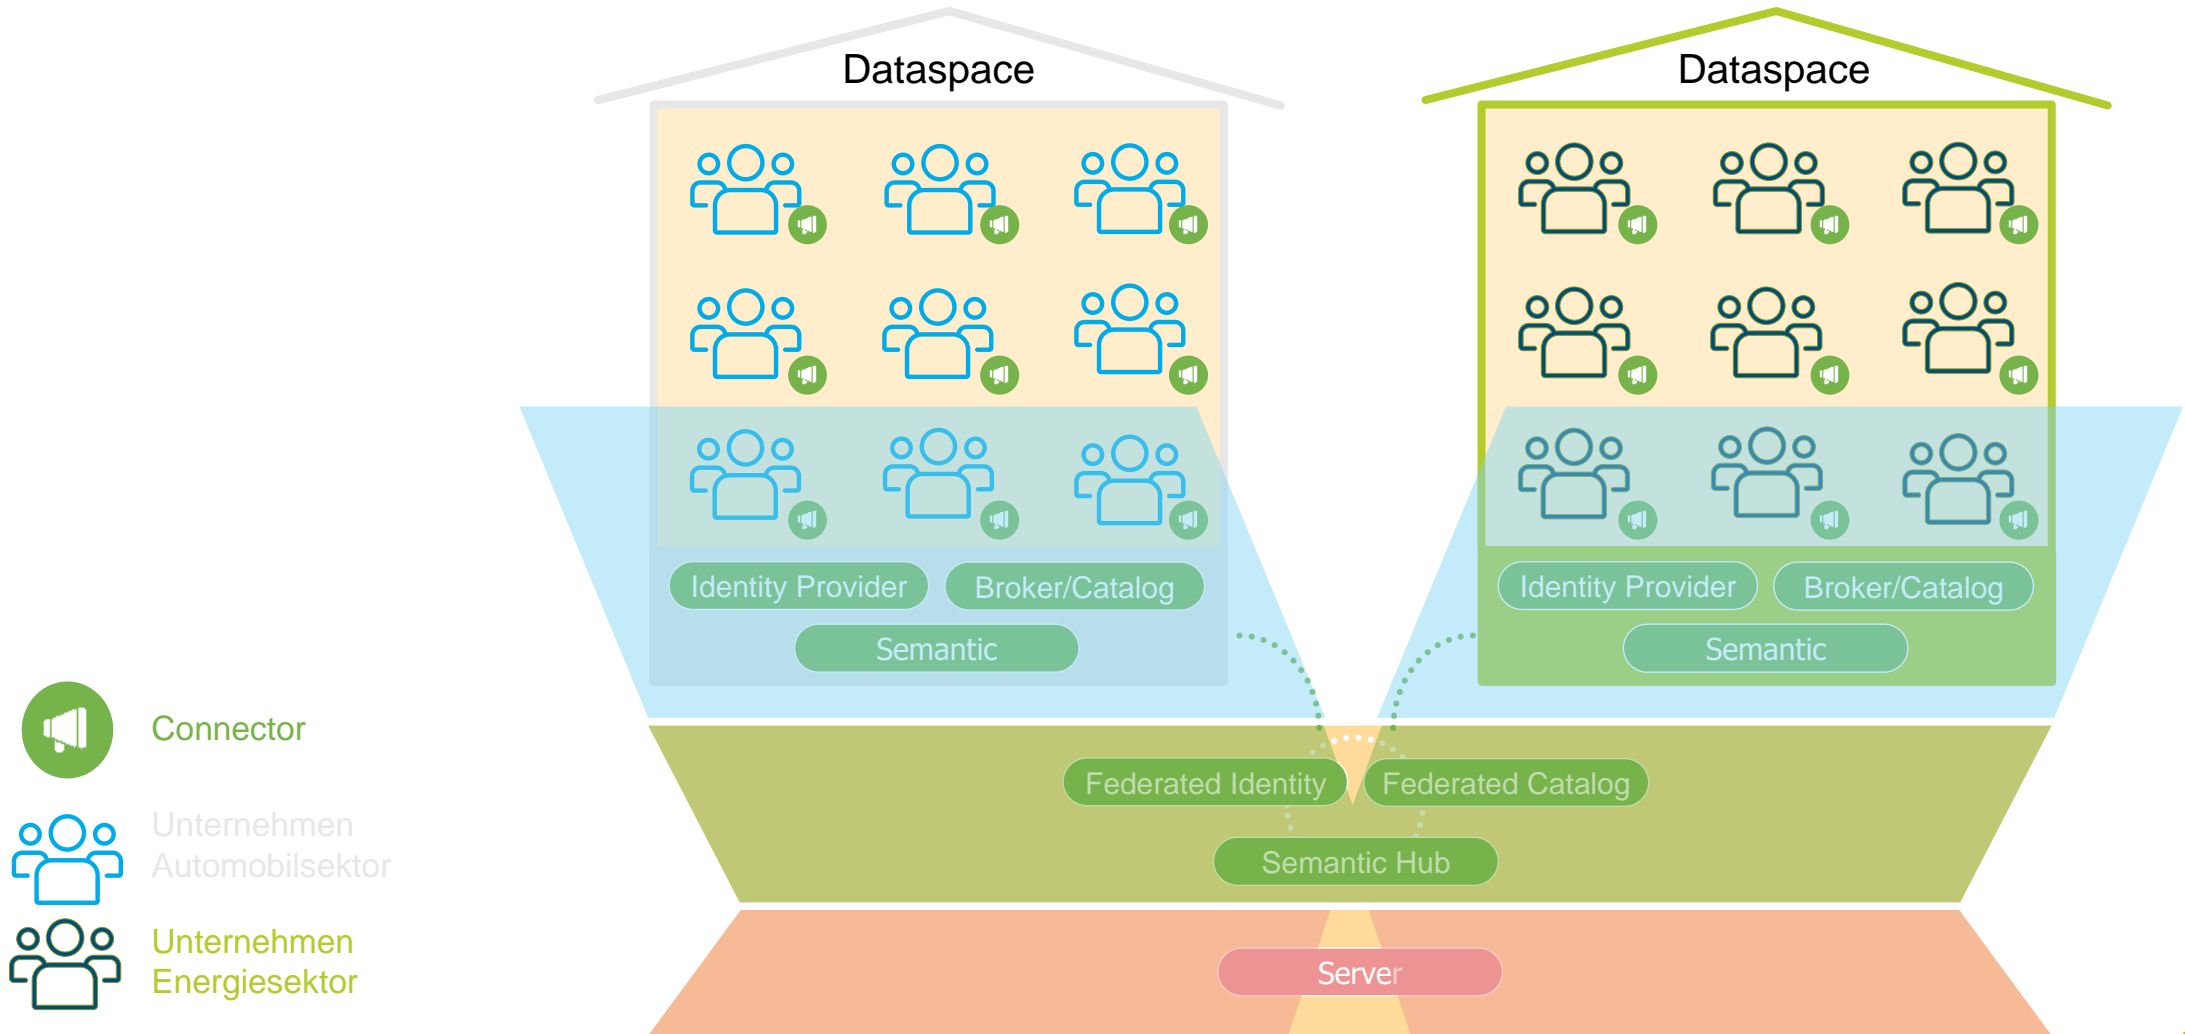 Dataspace
Dataspace
Identity Provider
Broker/Catalog
Identity Provider
Broker/Catalog
Semantic
Semantic
Connector
Federated Identity
Federated Catalog
Unternehmen
Automobilsektor
Semantic Hub
Unternehmen
Energiesektor
Server